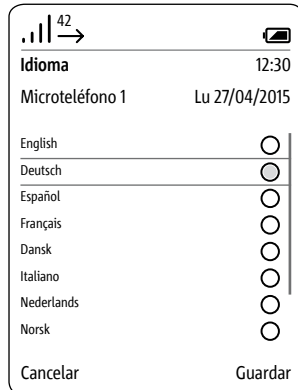 42
Idioma 12:30
Microteléfono 1 Lu 27/04/2015
English
Deutsch
Español
Français
Dansk
Italiano
Nederlands
Norsk
Cancelar Guardar